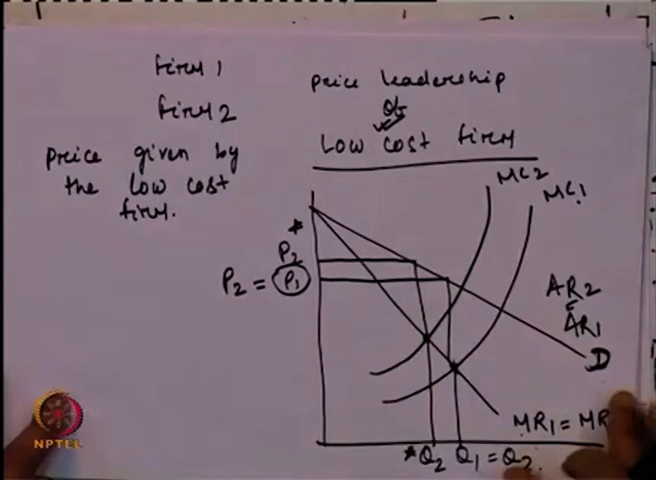 firm 1
firm 2
price given by
the low cost
firm.
price leadership
of
low cost firm
MC2
MC1
*
P2
P2 = P1
AR2
=
AR1
D
MR1 = MR
*Q2 Q1 = Q2
NPTEL